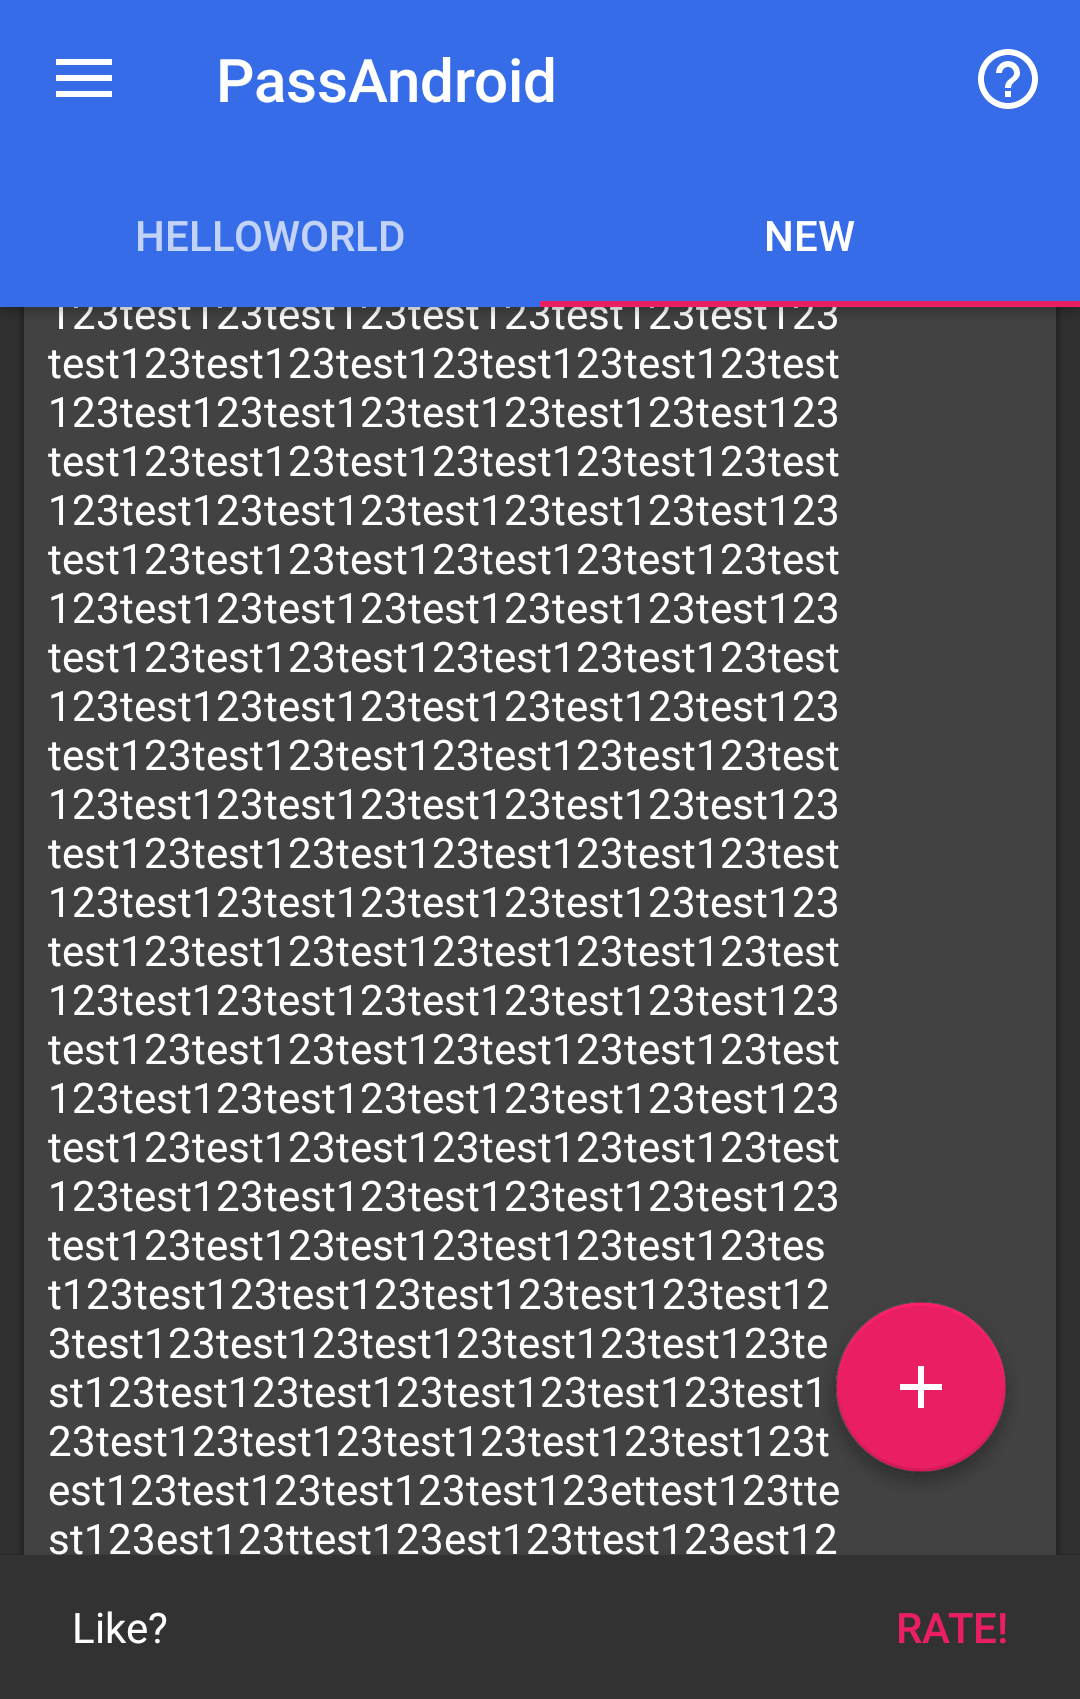 PassAndroid
HELLOWORLD
NEW
123test123test123test123test123test123
test123test123test123test123test123test
123test123test123test123test123test123
test123test123test123test123test123test
123test123test123test123test123test123
test123test123test123test123test123test
123test123test123test123test123test123
test123test123test123test123test123test
123test123test123test123test123test123
test123test123test123test123test123test
123test123test123test123test123test123
test123test123test123test123test123test
123test123test123test123test123test123
test123test123test123test123test123test
123test123test123test123test123test123
test123test123test123test123test123test
123test123test123test123test123test123
test123test123test123test123test123test
123test123test123test123test123test123
test123test123test123test123test123tes
t123test123test123test123test123test12
3test123test123test123test123test123te
st123test123test123test123test123test1
23test123test123test123test123test123t
est123test123test123test123ettest123tte
st123est123ttest123est123ttest123est12
Like?
RATE!